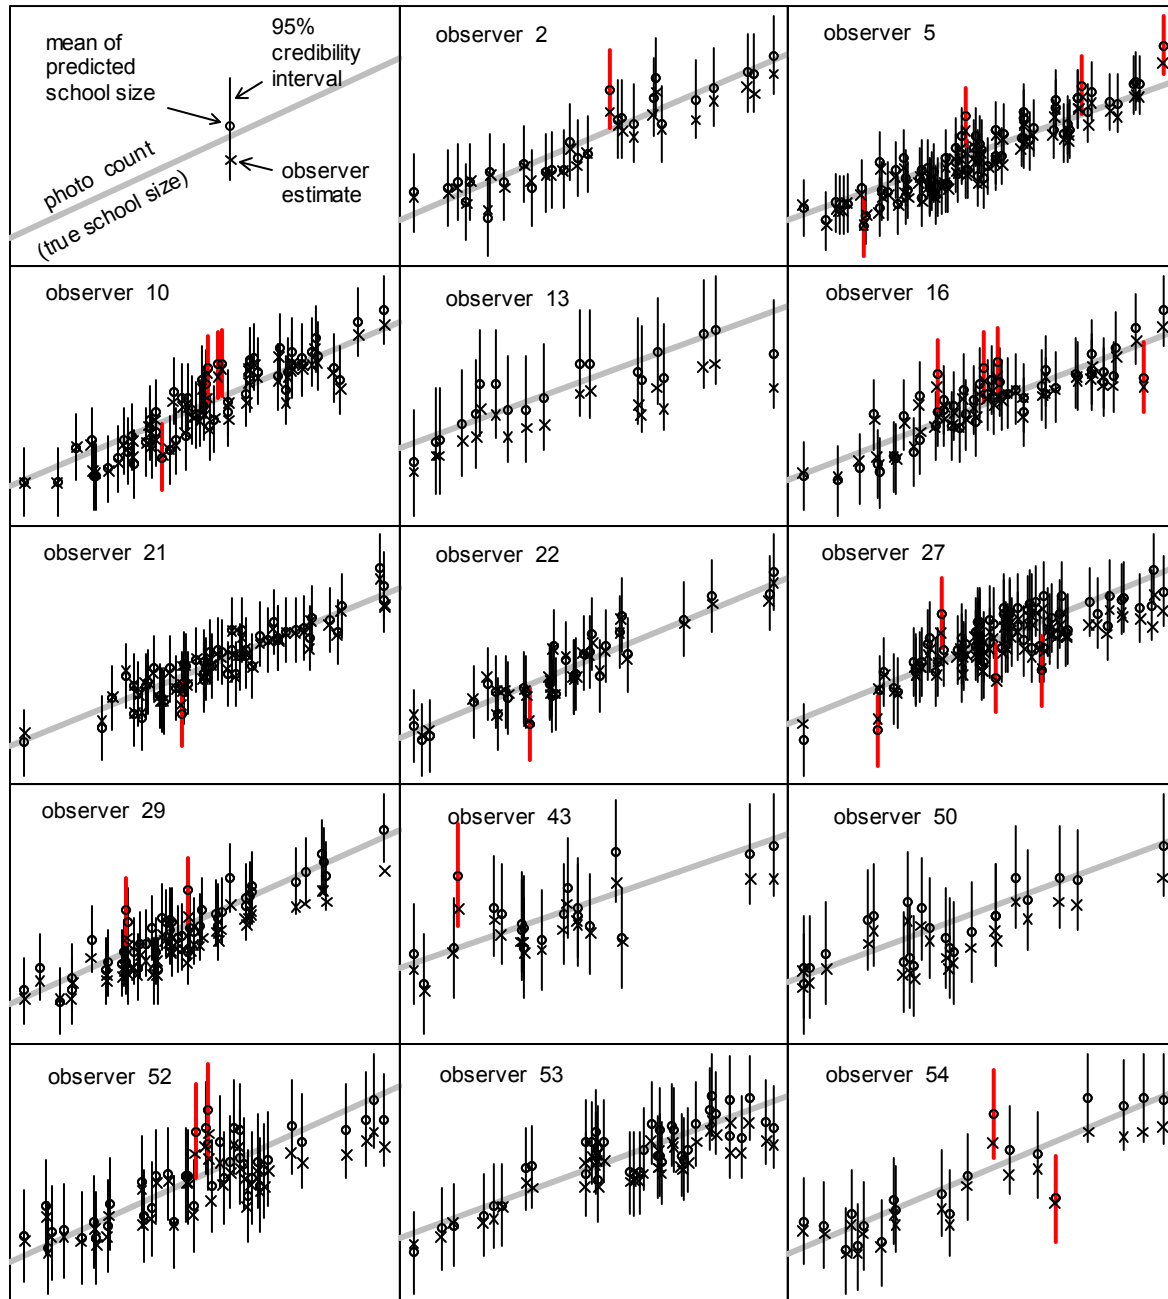 mean of
predicted
school size
95%
credibility
interval
photo count
(true school size)
observer
estimate
observer 2
observer 5
observer 10
observer 13
observer 16
observer 21
observer 22
observer 27
observer 29
observer 43
observer 50
observer 52
observer 53
observer 54